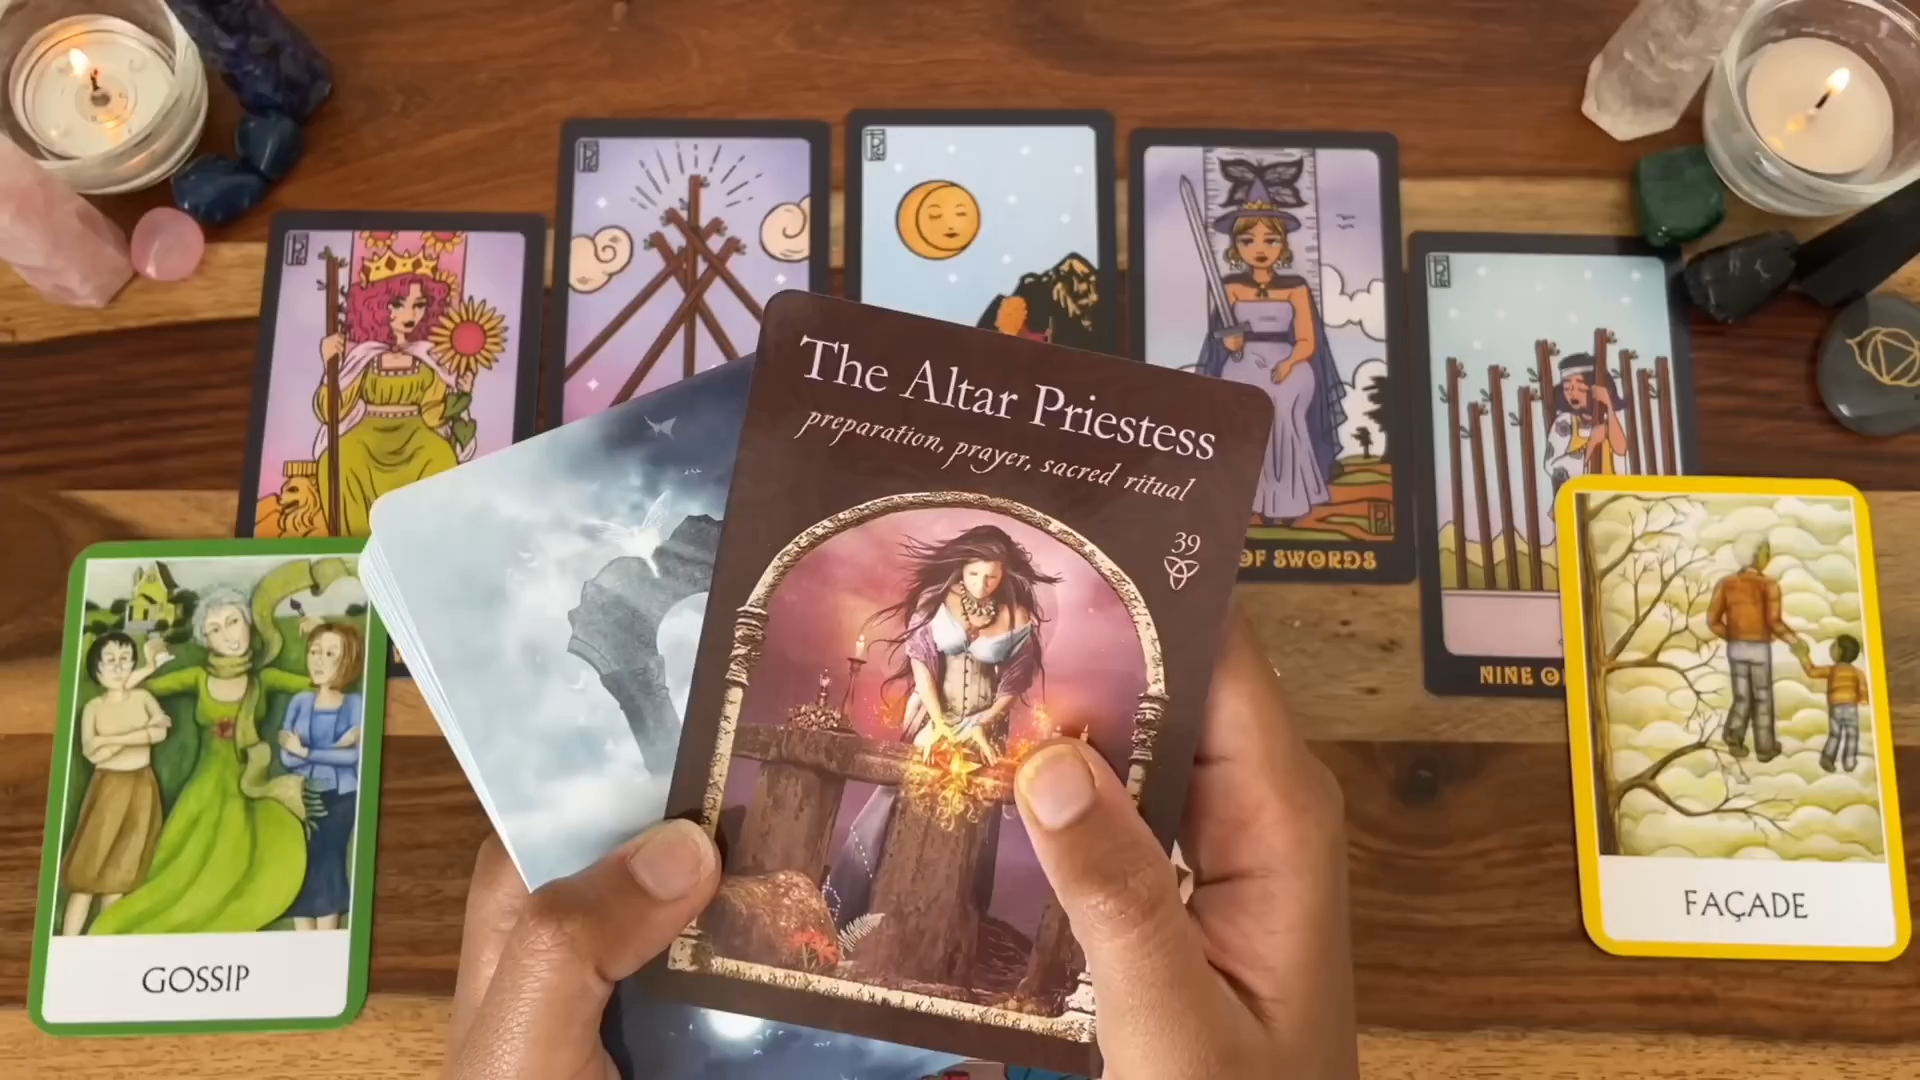 The Altar Priestess
preparation, prayer, sacred ritual
39
OF SWORDS
NINE O
GOSSIP
FAÇADE